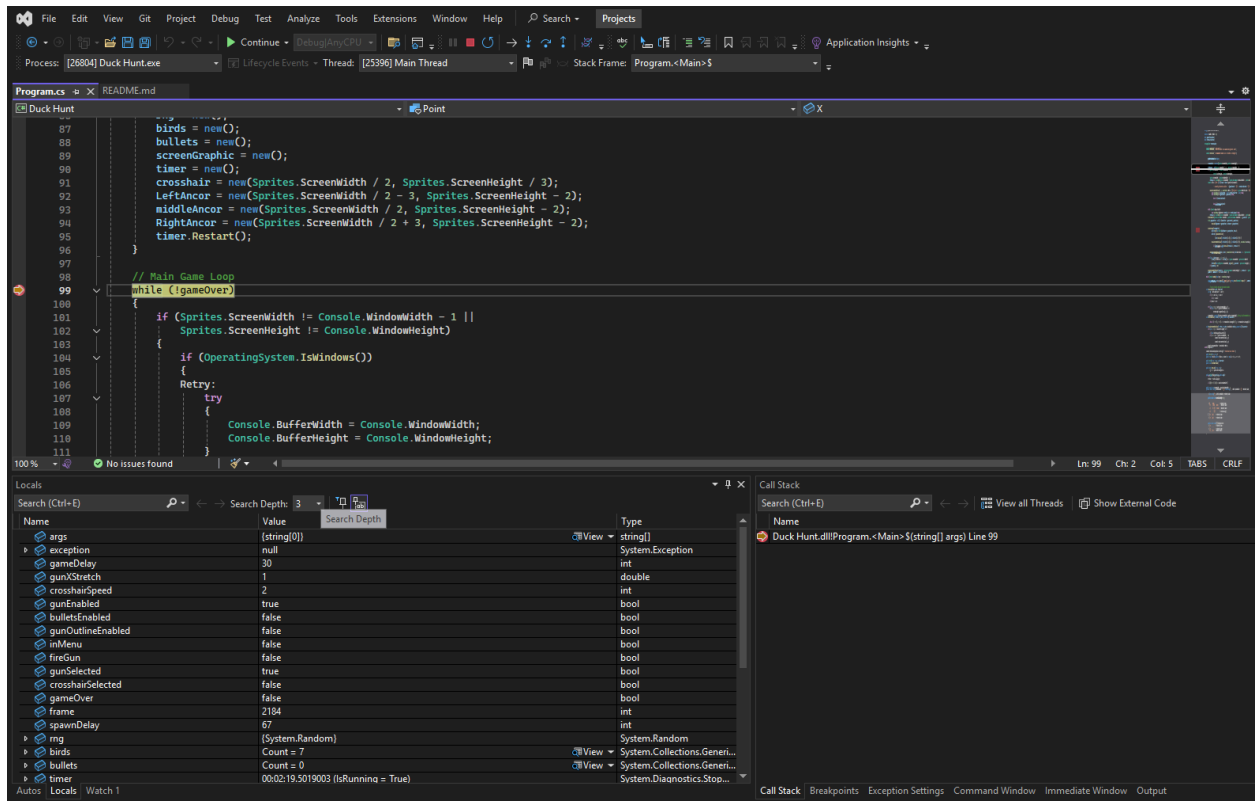 File Edit View Git Project Debug Test Analyze Tools Extensions Window Help Search Projects
Continue Debug|AnyCPU Application Insights
Process: [26804] Duck Hunt.exe Lifecycle Events Thread: [25396] Main Thread Stack Frame: Program.<Main>$
Program.cs README.md
C# Duck Hunt Point X
87 birds = new();
88 bullets = new();
89 screenGraphic = new();
90 timer = new();
91 crosshair = new(Sprites.ScreenWidth / 2, Sprites.ScreenHeight / 3);
92 LeftAncor = new(Sprites.ScreenWidth / 2 - 3, Sprites.ScreenHeight - 2);
93 middleAncor = new(Sprites.ScreenWidth / 2, Sprites.ScreenHeight - 2);
94 RightAncor = new(Sprites.ScreenWidth / 2 + 3, Sprites.ScreenHeight - 2);
95 timer.Restart();
96 }
97
98 // Main Game Loop
99 while (!gameOver)
100 {
101 if (Sprites.ScreenWidth != Console.WindowWidth - 1 ||
102 Sprites.ScreenHeight != Console.WindowHeight)
103 {
104 if (OperatingSystem.IsWindows())
105 {
106 Retry:
107 try
108 {
109 Console.BufferWidth = Console.WindowWidth;
110 Console.BufferHeight = Console.WindowHeight;
111 }
100 % No issues found Ln: 99 Ch: 2 Col: 5 TABS CRLF
Locals
Search (Ctrl+E) Search Depth: 3
Search Depth
Name Value Type
args {string[0]} View string[]
exception null System.Exception
gameDelay 30 int
gunXStretch 1 double
crosshairSpeed 2 int
gunEnabled true bool
bulletsEnabled false bool
gunOutlineEnabled false bool
inMenu false bool
fireGun false bool
gunSelected true bool
crosshairSelected false bool
gameOver false bool
frame 2184 int
spawnDelay 67 int
rng {System.Random} System.Random
birds Count = 7 View System.Collections.Generi...
bullets Count = 0 View System.Collections.Generi...
timer 00:02:19.5019003 (IsRunning = True) System.Diagnostics.Stop...
Autos Locals Watch 1
Call Stack
Search (Ctrl+E) View all Threads Show External Code
Name
Duck Hunt.dll!Program.<Main>$(string[] args) Line 99
Call Stack Breakpoints Exception Settings Command Window Immediate Window Output